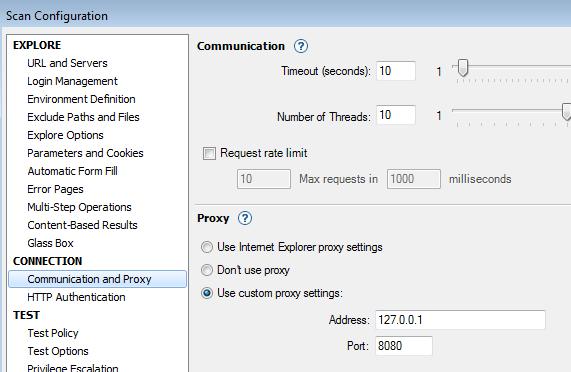 Scan Configuration
EXPLORE
URL and Servers
Login Management
Environment Definition
Exclude Paths and Files
Explore Options
Parameters and Cookies
Automatic Form Fill
Error Pages
Multi-Step Operations
Content-Based Results
Glass Box
CONNECTION
Communication and Proxy
HTTP Authentication
TEST
Test Policy
Test Options
Privilege Escalation
Communication ?
Timeout (seconds): 10 1
Number of Threads: 10 1
Request rate limit
10 Max requests in 1000 milliseconds
Proxy ?
Use Internet Explorer proxy settings
Don't use proxy
Use custom proxy settings:
Address: 127.0.0.1
Port: 8080